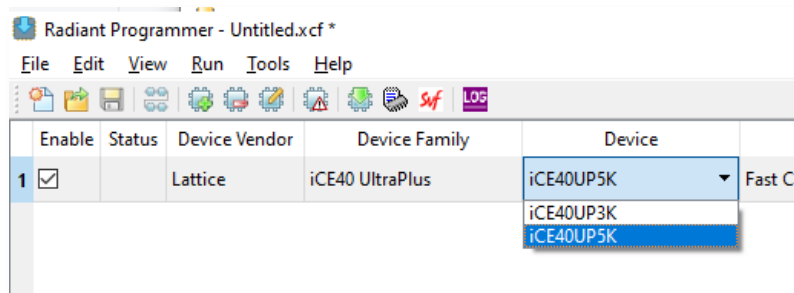 Radiant Programmer - Untitled.xcf *
File Edit View Run Tools Help
Svf LOG
Enable Status Device Vendor Device Family Device
1 Lattice iCE40 UltraPlus iCE40UP5K Fast C
iCE40UP3K
iCE40UP5K